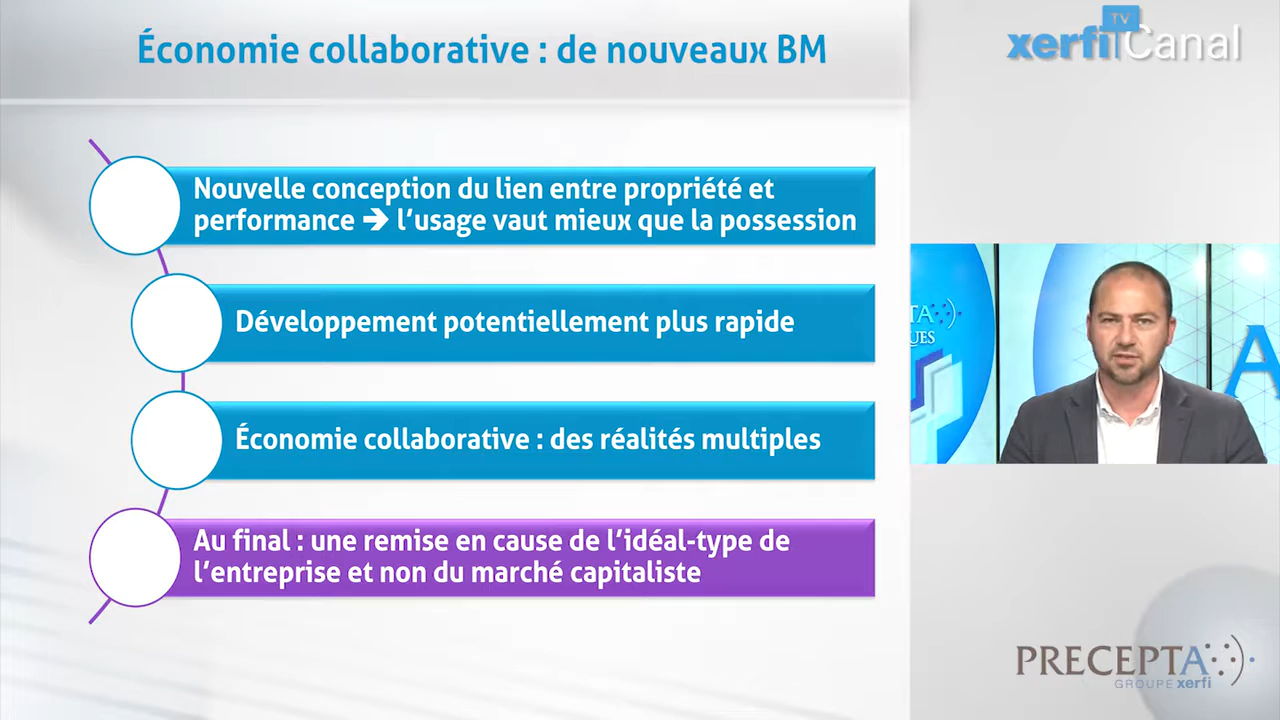 Économie collaborative : de nouveaux BM
TV
xerfi Canal
Nouvelle conception du lien entre propriété et
performance ➔ l’usage vaut mieux que la possession
Développement potentiellement plus rapide
Économie collaborative : des réalités multiples
Au final : une remise en cause de l’idéal-type de
l’entreprise et non du marché capitaliste
TA
UES
A
PRECEPTA
GROUPE xerfi